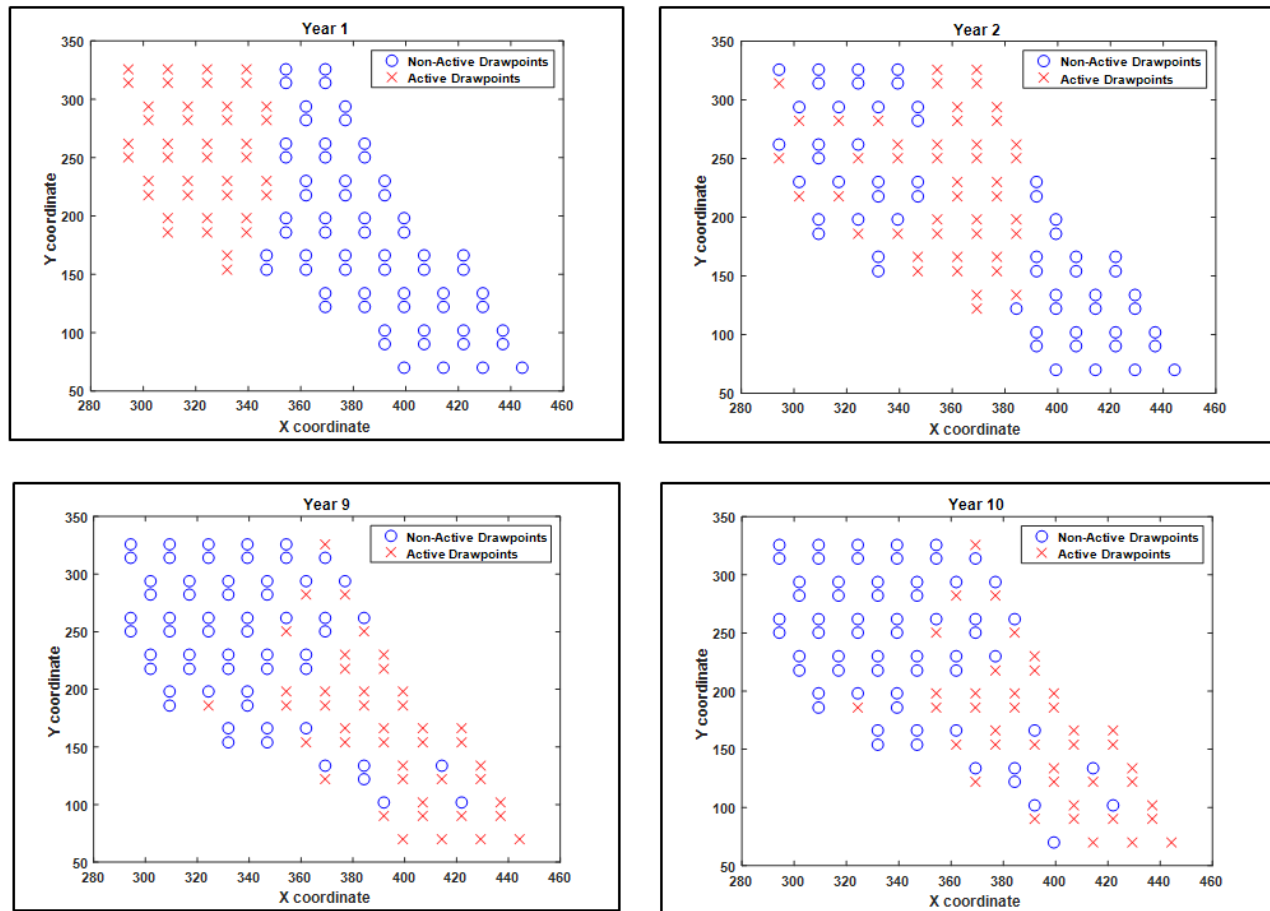 Year 1
Non-Active Drawpoints
Active Drawpoints
350
300
250
200
150
100
50
Y coordinate
280 300 320 340 360 380 400 420 440 460
X coordinate
Year 2
Non-Active Drawpoints
Active Drawpoints
350
300
250
200
150
100
50
Y coordinate
280 300 320 340 360 380 400 420 440 460
X coordinate
Year 9
Non-Active Drawpoints
Active Drawpoints
350
300
250
200
150
100
50
Y coordinate
280 300 320 340 360 380 400 420 440 460
X coordinate
Year 10
Non-Active Drawpoints
Active Drawpoints
350
300
250
200
150
100
50
Y coordinate
280 300 320 340 360 380 400 420 440 460
X coordinate